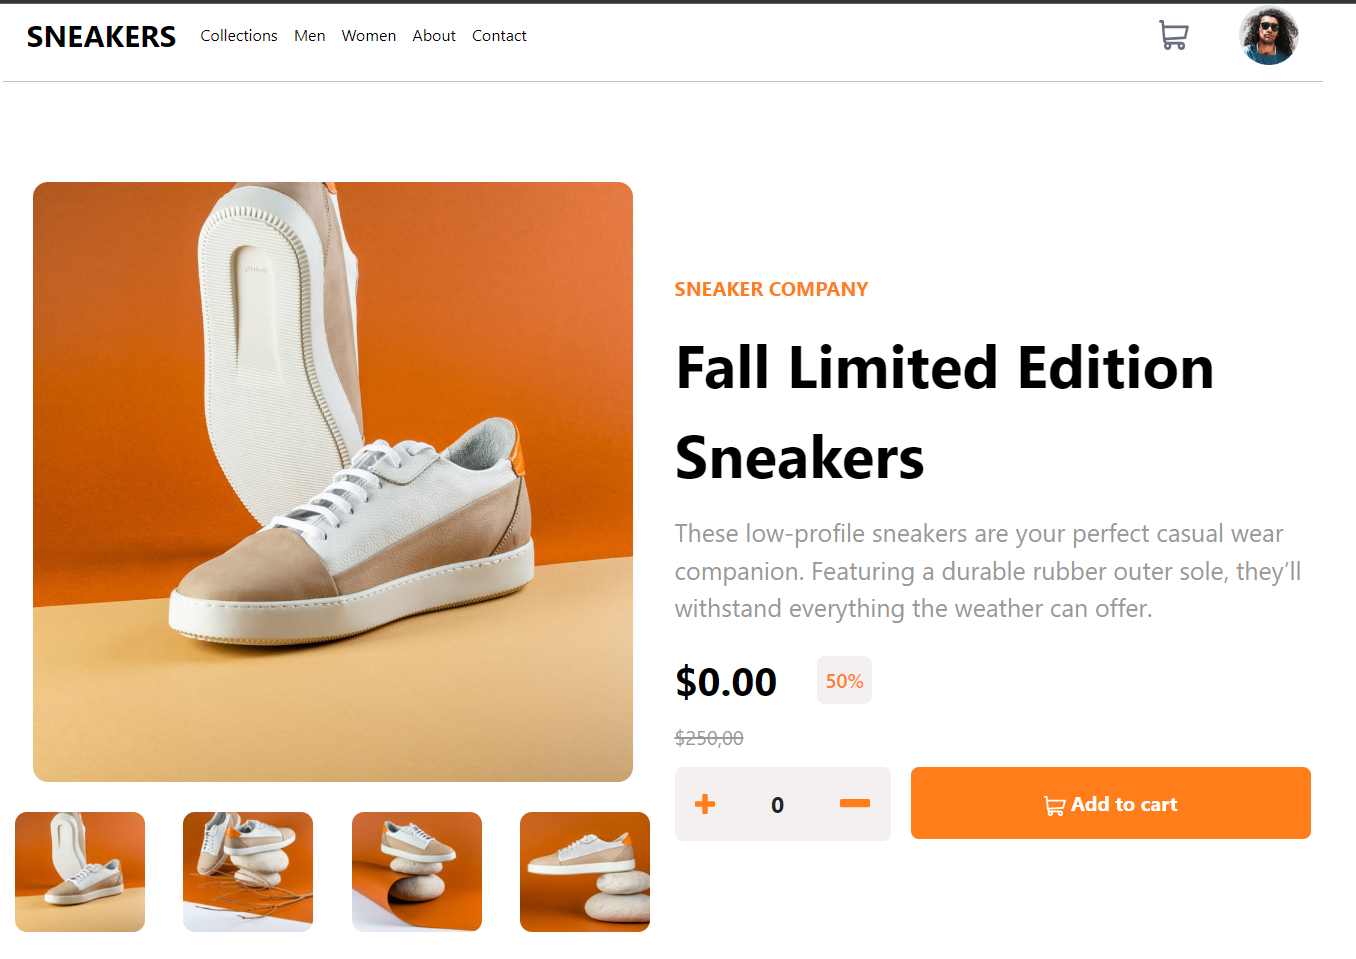 SNEAKERS Collections Men Women About Contact
SNEAKER COMPANY
Fall Limited Edition
Sneakers
These low-profile sneakers are your perfect casual wear
companion. Featuring a durable rubber outer sole, they’ll
withstand everything the weather can offer.
$0.00 50%
$250,00
0
Add to cart